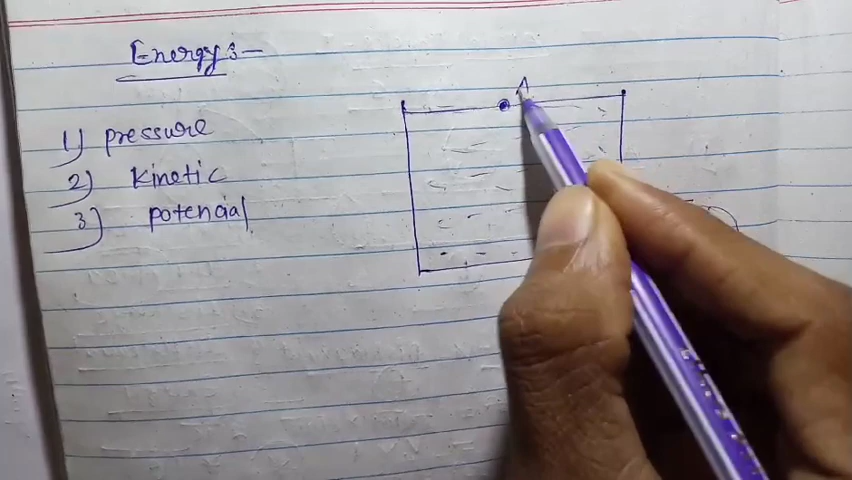 Energy :-
1) pressure
2) kinetic
3) potencial
A